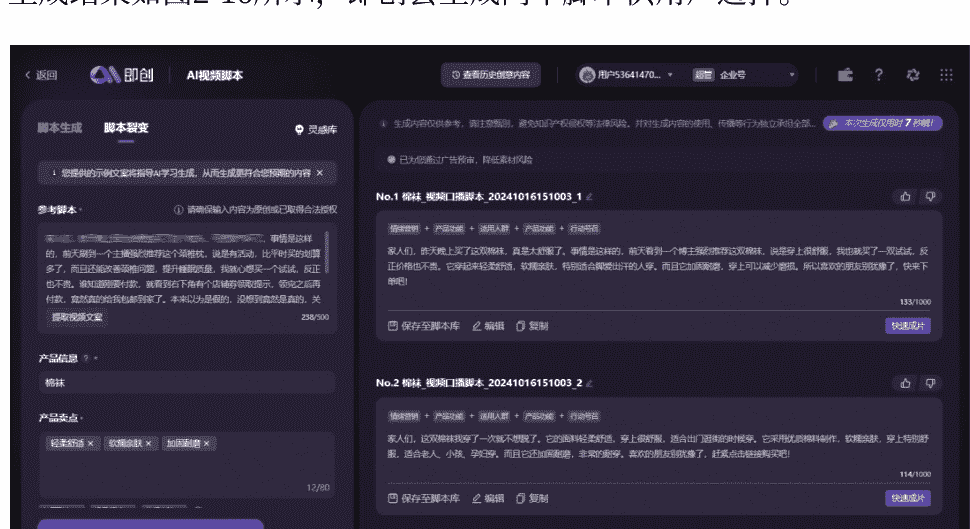 生成结果如图2-16所示，即创会生成两个脚本供用户选择。
返回 即创 AI视频脚本 查看历史创意内容 用户53641470... 超管 企业号
脚本生成 脚本裂变 灵感库
生成内容仅供参考，请注意甄别，避免知识产权侵权等法律风险。并对生成内容的使用、传播等行为独立承担全部... 本次生成仅用时 7 秒哦！
您提供的示例文案将指导AI学习生成，从而生成更符合您预期的内容 ×
已为您通过广告预审，降低素材风险
参考脚本 请确保输入内容为原创或已取得合法授权
事情是这样
的，前天刷到一个主播强烈推荐这个颈椎枕，说是有活动，比平时买的划算
多了，而且还能改善颈椎问题，提升睡眠质量，我就心想买一个试试，反正
也不贵。谁知道刚要付款，就看到右下角有个店铺券领取提示，领完之后再
付款，竟然真的给我包邮到家了。本来以为是假的，没想到竟然是真的，关
提取视频文案 238/500
产品信息 ?
棉袜
产品卖点
轻柔舒适 × 软糯亲肤 × 加固耐磨 ×
12/80
No.1 棉袜_视频口播脚本_20241016151003_1
情绪营销 + 产品功能 + 适用人群 + 产品功能 + 行动号召
家人们，昨天晚上买了这双棉袜，真是太舒服了。事情是这样的，前天看到一个博主强烈推荐这双棉袜，说是穿上很舒服，我也就买了一双试试，反
正价格也不贵。它穿起来轻柔舒适，软糯亲肤，特别适合脚爱出汗的人穿。而且它加固耐磨，穿上可以减少磨损。所以喜欢的朋友别犹豫了，快来下
单吧！
133/1000
保存至脚本库 编辑 复制 快速成片
No.2 棉袜_视频口播脚本_20241016151003_2
情绪营销 + 产品功能 + 适用人群 + 产品功能 + 行动号召
家人们，这双棉袜我穿了一次就不想脱了。它的面料轻柔舒适，穿上很舒服，适合出门逛街的时候穿。它采用优质棉料制作，软糯亲肤，穿上特别舒
服，适合老人、小孩、孕妇穿。而且它还加固耐磨，非常的耐穿。喜欢的朋友别犹豫了，赶紧点击链接购买吧！
114/1000
保存至脚本库 编辑 复制 快速成片